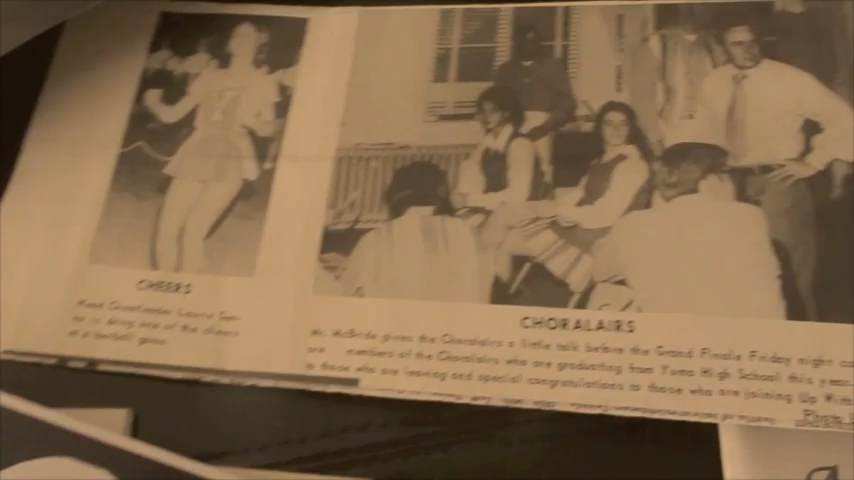 CHEERS
Head Cheerleader
is doing one of the cheers
at a football game.
CHORALAIRS
Mr. McBride gives the Choralairs a little talk before the Grand Finale Friday night
are members of the Choralairs who are graduating from Yuma High School this year.
to those who are leaving and special congratulations to those who are joining Up With
Photo